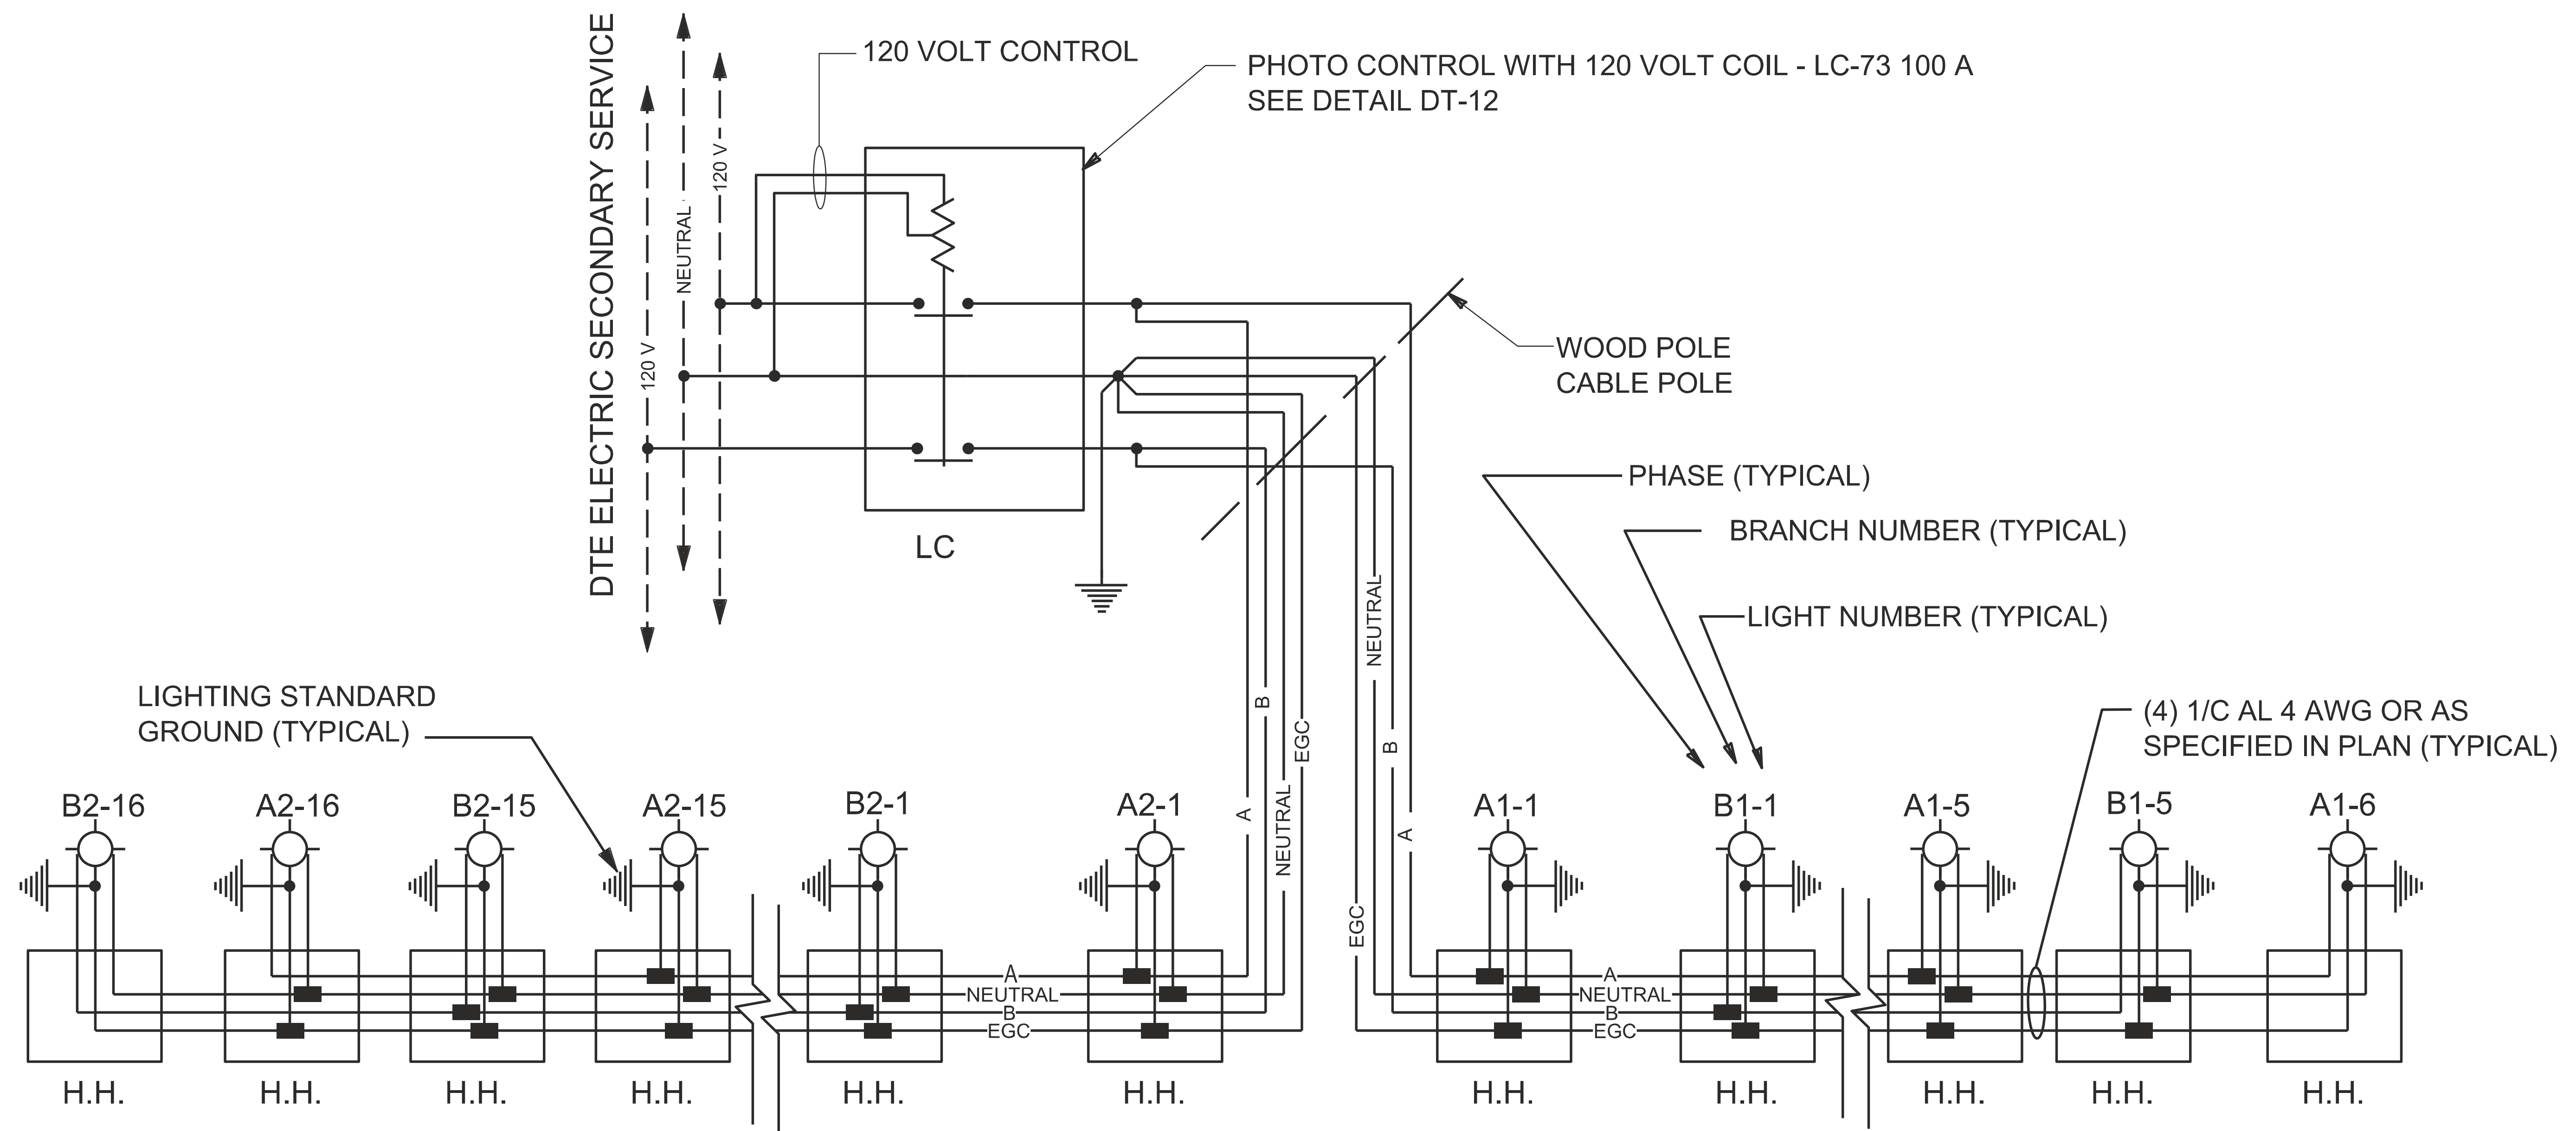 DTE ELECTRIC SECONDARY SERVICE
120 V
NEUTRAL
120 V
120 VOLT CONTROL
PHOTO CONTROL WITH 120 VOLT COIL - LC-73 100 A
SEE DETAIL DT-12
LC
WOOD POLE
CABLE POLE
PHASE (TYPICAL)
BRANCH NUMBER (TYPICAL)
LIGHT NUMBER (TYPICAL)
(4) 1/C AL 4 AWG OR AS
SPECIFIED IN PLAN (TYPICAL)
LIGHTING STANDARD
GROUND (TYPICAL)
A
B
NEUTRAL
EGC
EGC
NEUTRAL
B
A
B2-16
A2-16
B2-15
A2-15
B2-1
A2-1
A1-1
B1-1
A1-5
B1-5
A1-6
A
NEUTRAL
B
EGC
A
NEUTRAL
B
EGC
H.H.
H.H.
H.H.
H.H.
H.H.
H.H.
H.H.
H.H.
H.H.
H.H.
H.H.